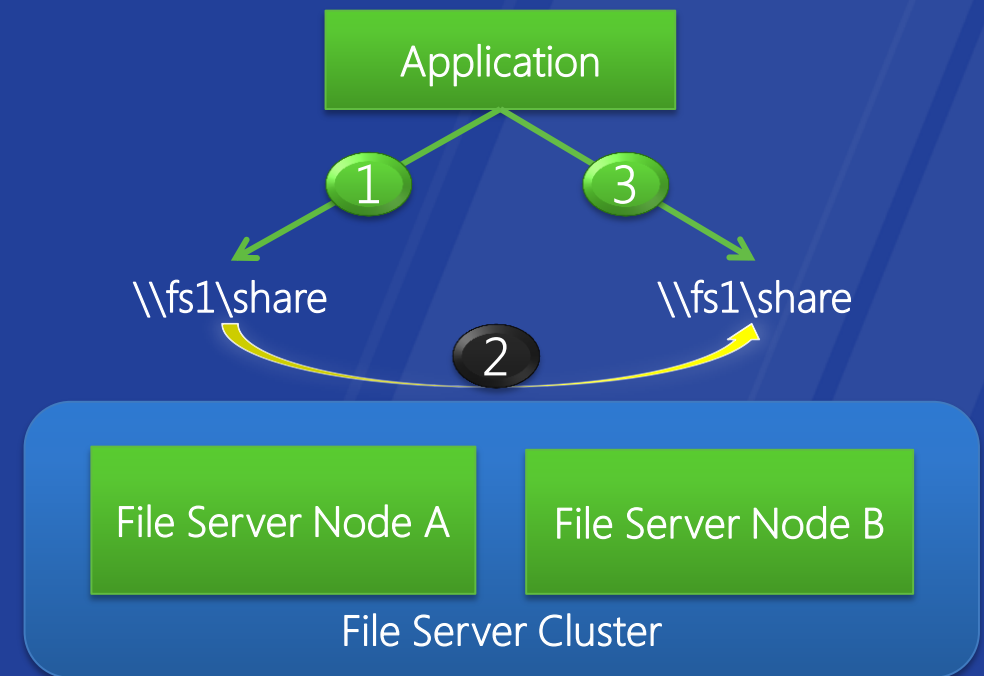 Application
1
3
\\fs1\share
\\fs1\share
2
File Server Node A
File Server Node B
File Server Cluster